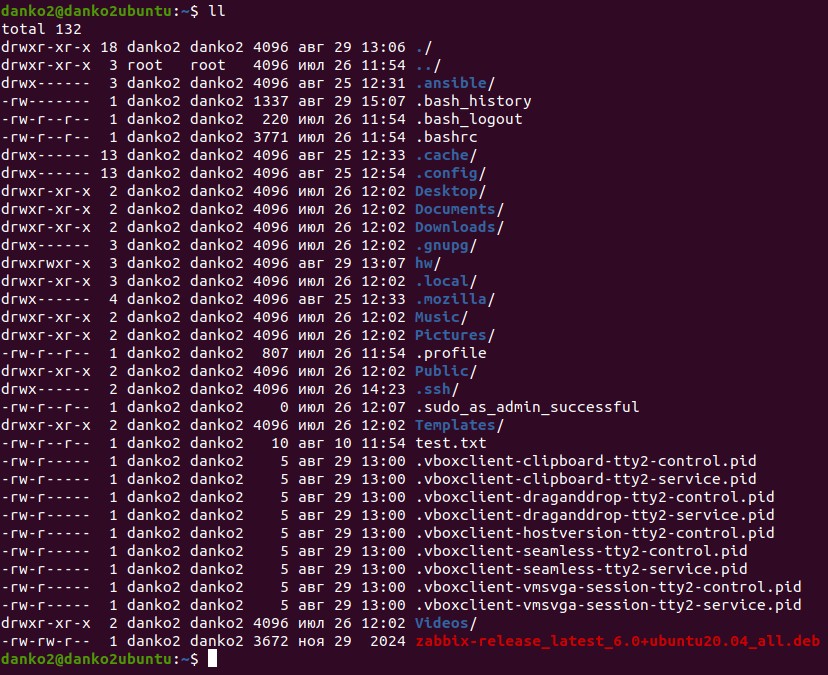 danko2@danko2ubuntu:~$ ll
total 132
drwxr-xr-x 18 danko2 danko2 4096 авг 29 13:06 ./
drwxr-xr-x  3 root   root   4096 июл 26 11:54 ../
drwx------  3 danko2 danko2 4096 авг 25 12:31 .ansible/
-rw-------  1 danko2 danko2 1337 авг 29 15:07 .bash_history
-rw-r--r--  1 danko2 danko2  220 июл 26 11:54 .bash_logout
-rw-r--r--  1 danko2 danko2 3771 июл 26 11:54 .bashrc
drwx------ 13 danko2 danko2 4096 авг 25 12:33 .cache/
drwx------ 13 danko2 danko2 4096 авг 25 12:54 .config/
drwxr-xr-x  2 danko2 danko2 4096 июл 26 12:02 Desktop/
drwxr-xr-x  2 danko2 danko2 4096 июл 26 12:02 Documents/
drwxr-xr-x  2 danko2 danko2 4096 июл 26 12:02 Downloads/
drwx------  3 danko2 danko2 4096 июл 26 12:02 .gnupg/
drwxrwxr-x  3 danko2 danko2 4096 авг 29 13:07 hw/
drwxr-xr-x  3 danko2 danko2 4096 июл 26 12:02 .local/
drwx------  4 danko2 danko2 4096 авг 25 12:33 .mozilla/
drwxr-xr-x  2 danko2 danko2 4096 июл 26 12:02 Music/
drwxr-xr-x  2 danko2 danko2 4096 июл 26 12:02 Pictures/
-rw-r--r--  1 danko2 danko2  807 июл 26 11:54 .profile
drwxr-xr-x  2 danko2 danko2 4096 июл 26 12:02 Public/
drwx------  2 danko2 danko2 4096 июл 26 14:23 .ssh/
-rw-r--r--  1 danko2 danko2    0 июл 26 12:07 .sudo_as_admin_successful
drwxr-xr-x  2 danko2 danko2 4096 июл 26 12:02 Templates/
-rw-r--r--  1 danko2 danko2   10 авг 10 11:54 test.txt
-rw-r-----  1 danko2 danko2    5 авг 29 13:00 .vboxclient-clipboard-tty2-control.pid
-rw-r-----  1 danko2 danko2    5 авг 29 13:00 .vboxclient-clipboard-tty2-service.pid
-rw-r-----  1 danko2 danko2    5 авг 29 13:00 .vboxclient-draganddrop-tty2-control.pid
-rw-r-----  1 danko2 danko2    5 авг 29 13:00 .vboxclient-draganddrop-tty2-service.pid
-rw-r-----  1 danko2 danko2    5 авг 29 13:00 .vboxclient-hostversion-tty2-control.pid
-rw-r-----  1 danko2 danko2    5 авг 29 13:00 .vboxclient-seamless-tty2-control.pid
-rw-r-----  1 danko2 danko2    5 авг 29 13:00 .vboxclient-seamless-tty2-service.pid
-rw-r-----  1 danko2 danko2    5 авг 29 13:00 .vboxclient-vmsvga-session-tty2-control.pid
-rw-r-----  1 danko2 danko2    5 авг 29 13:00 .vboxclient-vmsvga-session-tty2-service.pid
drwxr-xr-x  2 danko2 danko2 4096 июл 26 12:02 Videos/
-rw-rw-r--  1 danko2 danko2 3672 ноя 29  2024 zabbix-release_latest_6.0+ubuntu20.04_all.deb
danko2@danko2ubuntu:~$